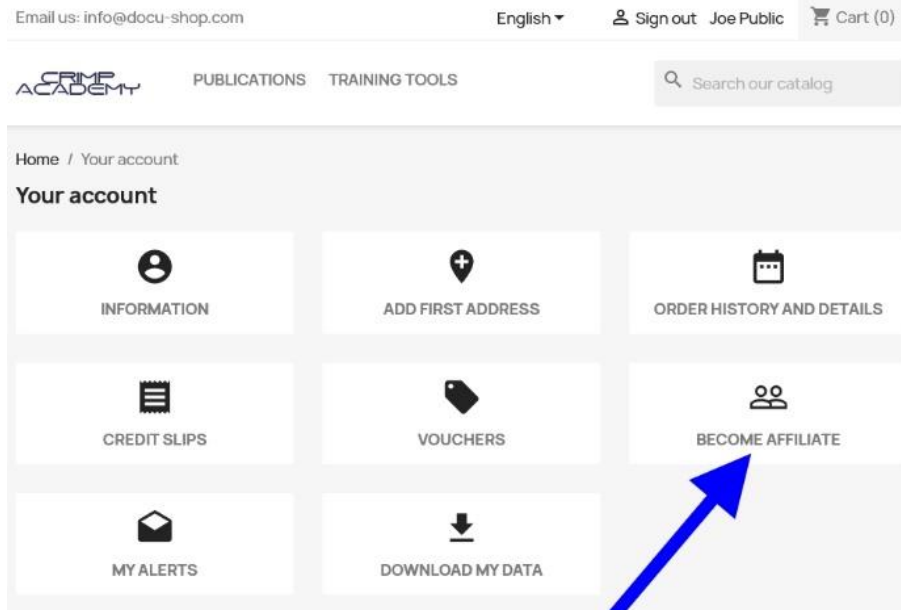 Email us: info@docu-shop.com English Sign out Joe Public Cart (0)
CRIMP
ACADEMY
PUBLICATIONS TRAINING TOOLS Search our catalog
Home / Your account
Your account
INFORMATION ADD FIRST ADDRESS ORDER HISTORY AND DETAILS
CREDIT SLIPS VOUCHERS BECOME AFFILIATE
MY ALERTS DOWNLOAD MY DATA